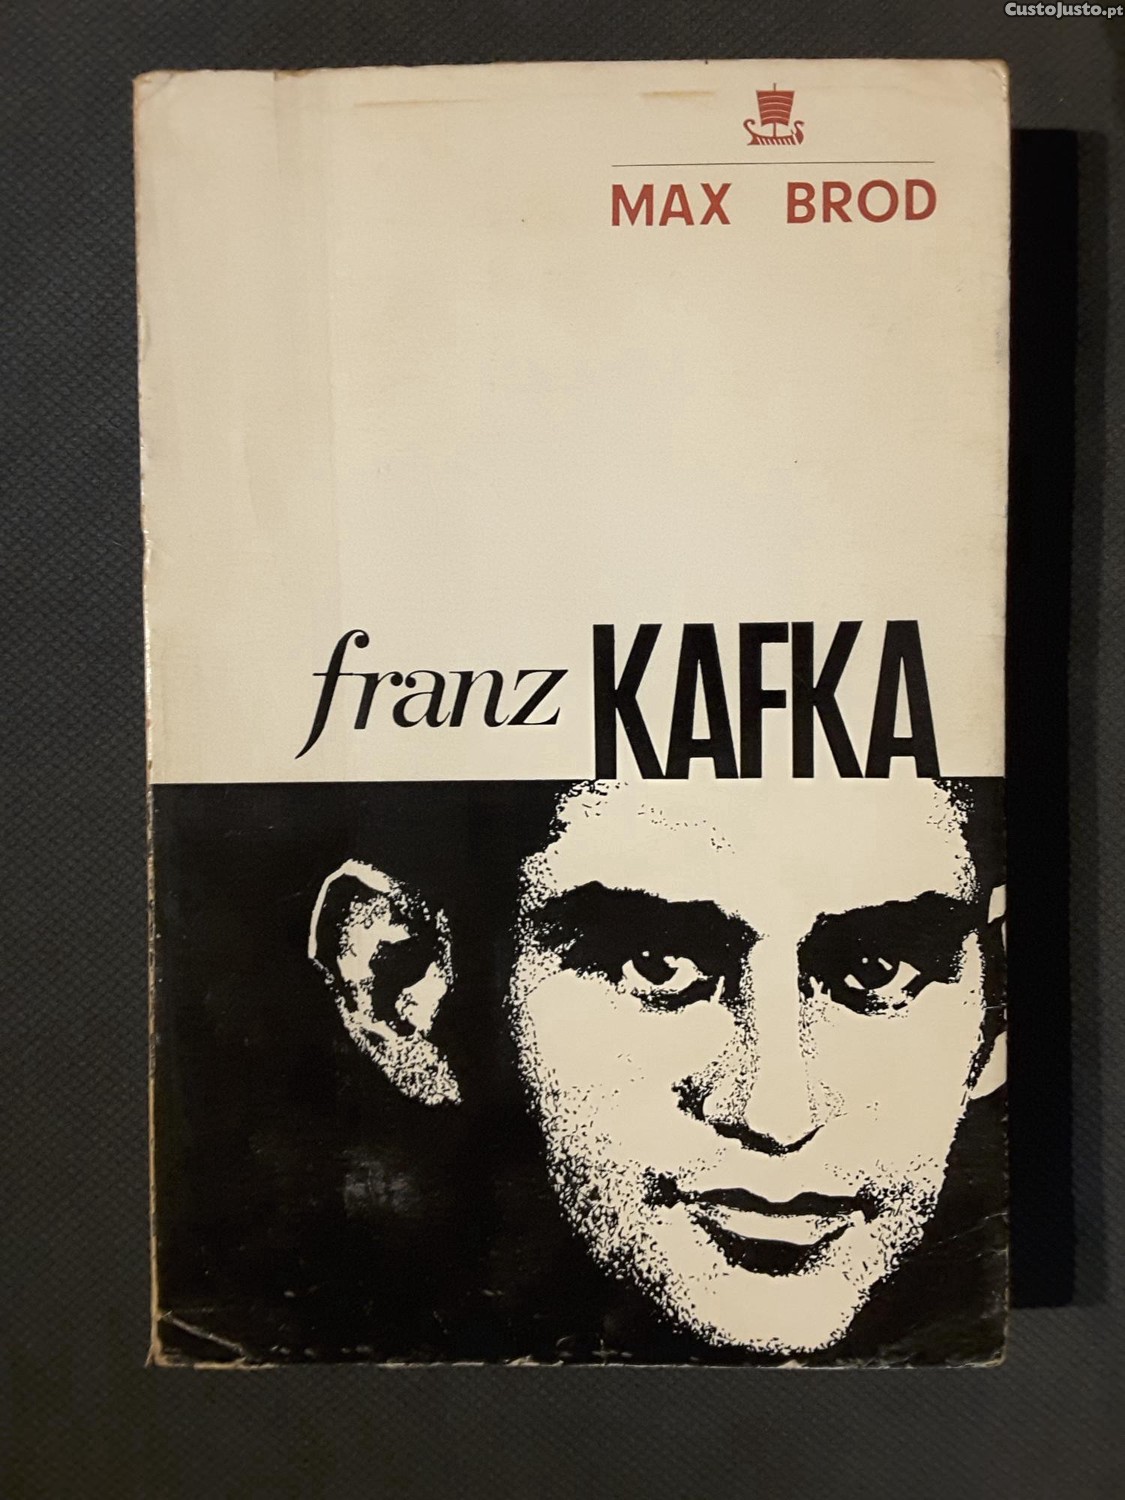 CustoJusto.pt
MAX BROD
franz KAFKA